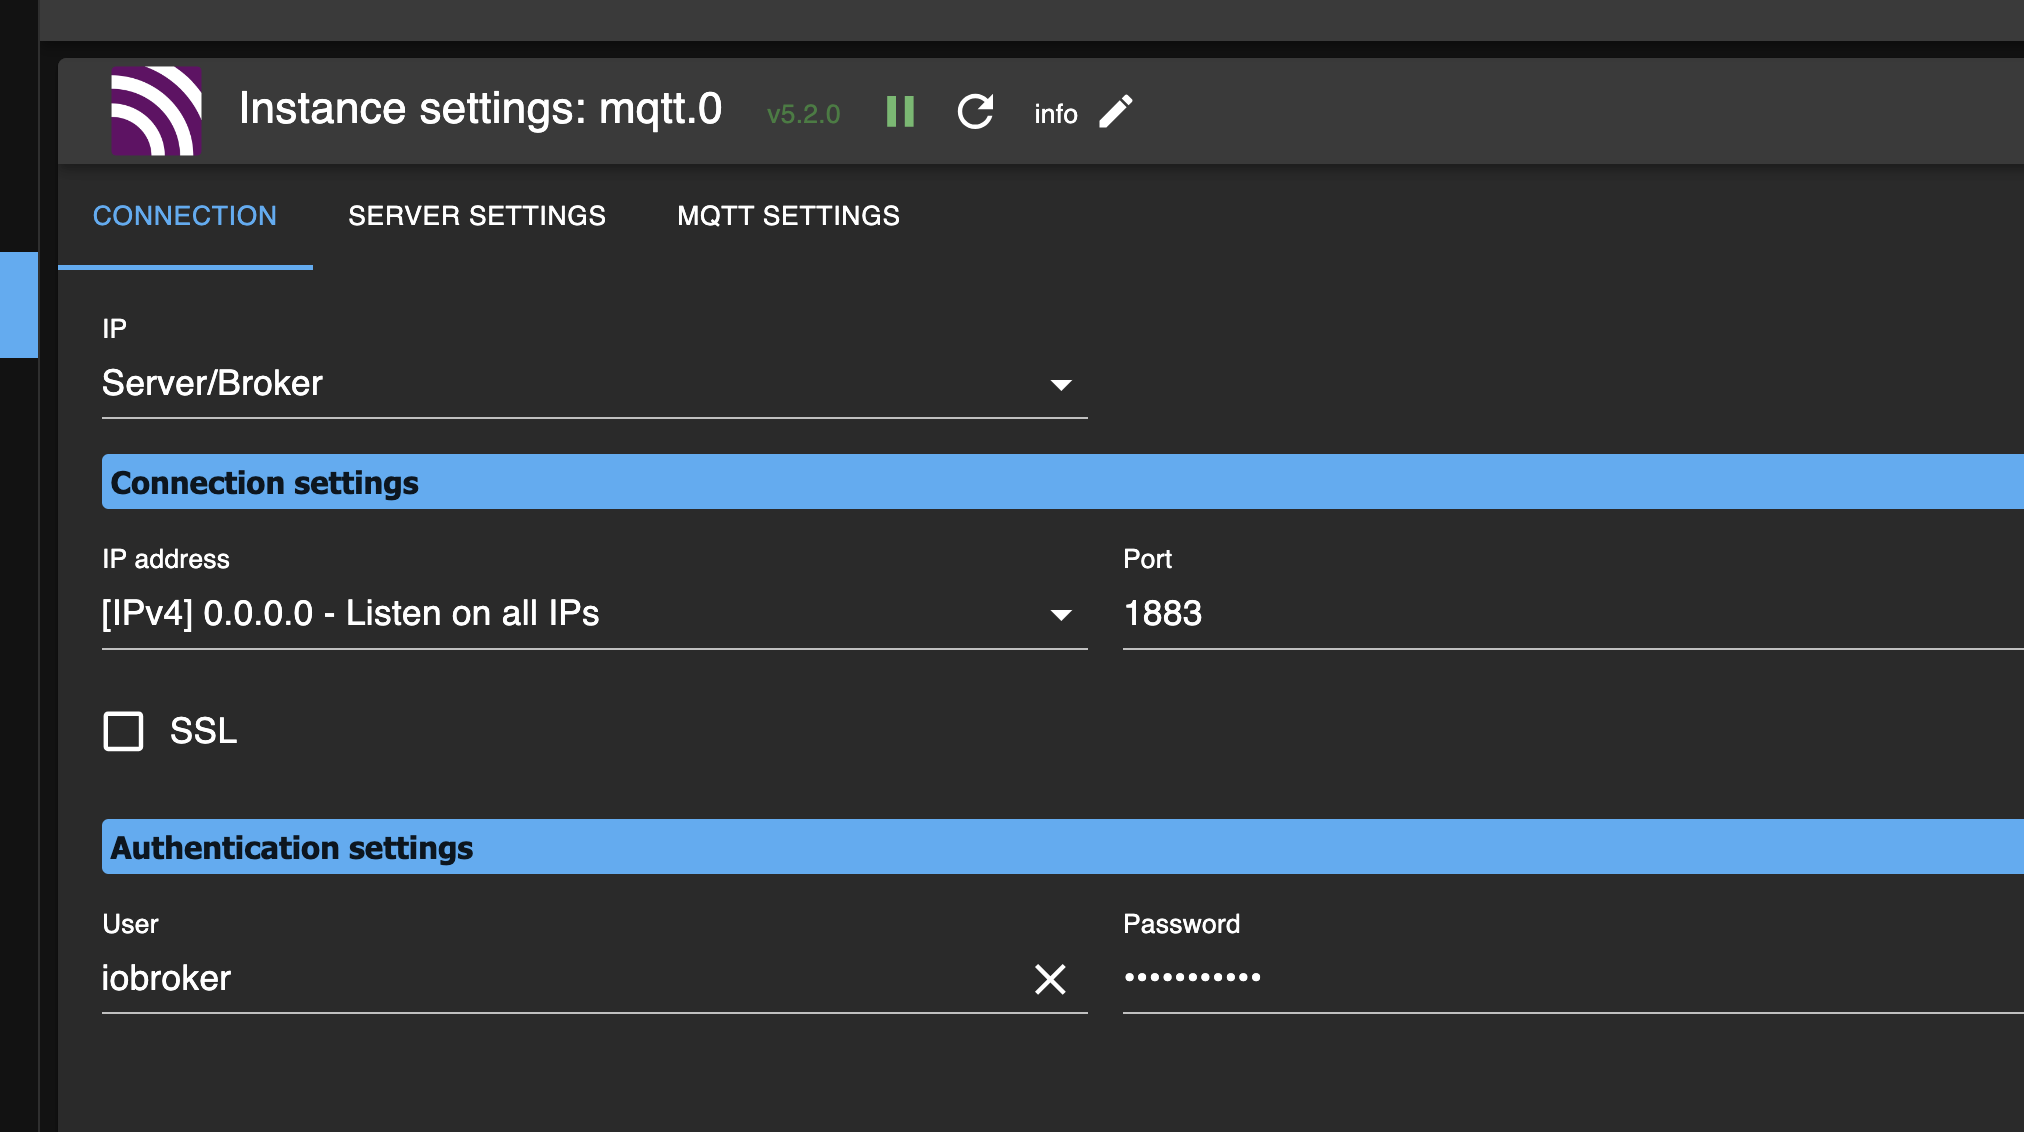 Instance settings: mqtt.0 v5.2.0 info
CONNECTION SERVER SETTINGS MQTT SETTINGS
IP
Server/Broker
Connection settings
IP address Port
[IPv4] 0.0.0.0 - Listen on all IPs 1883
SSL
Authentication settings
User Password
iobroker •••••••••••